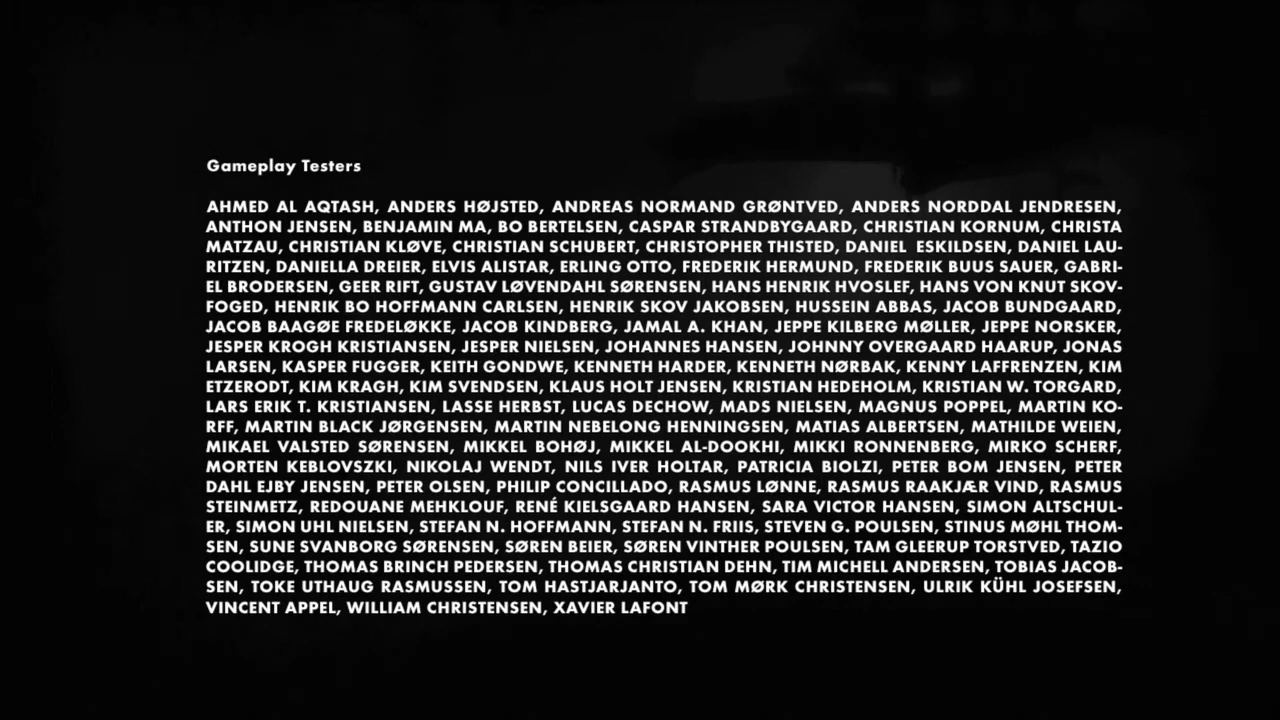 Gameplay Testers
AHMED AL AQTASH, ANDERS HØJSTED, ANDREAS NORMAND GRØNTVED, ANDERS NORDDAL JENDRESEN,
ANTHON JENSEN, BENJAMIN MA, BO BERTELSEN, CASPAR STRANDBYGAARD, CHRISTIAN KORNUM, CHRISTA
MATZAU, CHRISTIAN KLØVE, CHRISTIAN SCHUBERT, CHRISTOPHER THISTED, DANIEL ESKILDSEN, DANIEL LAU-
RITZEN, DANIELLA DREIER, ELVIS ALISTAR, ERLING OTTO, FREDERIK HERMUND, FREDERIK BUUS SAUER, GABRI-
EL BRODERSEN, GEER RIFT, GUSTAV LØVENDAHL SØRENSEN, HANS HENRIK HVOSLEF, HANS VON KNUT SKOV-
FOGED, HENRIK BO HOFFMANN CARLSEN, HENRIK SKOV JAKOBSEN, HUSSEIN ABBAS, JACOB BUNDGAARD,
JACOB BAAGØE FREDELØKKE, JACOB KINDBERG, JAMAL A. KHAN, JEPPE KILBERG MØLLER, JEPPE NORSKER,
JESPER KROGH KRISTIANSEN, JESPER NIELSEN, JOHANNES HANSEN, JOHNNY OVERGAARD HAARUP, JONAS
LARSEN, KASPER FUGGER, KEITH GONDWE, KENNETH HARDER, KENNETH NØRBAK, KENNY LAFFRENZEN, KIM
ETZERODT, KIM KRAGH, KIM SVENDSEN, KLAUS HOLT JENSEN, KRISTIAN HEDEHOLM, KRISTIAN W. TORGARD,
LARS ERIK T. KRISTIANSEN, LASSE HERBST, LUCAS DECHOW, MADS NIELSEN, MAGNUS POPPEL, MARTIN KO-
RFF, MARTIN BLACK JØRGENSEN, MARTIN NEBELONG HENNINGSEN, MATIAS ALBERTSEN, MATHILDE WEIEN,
MIKAEL VALSTED SØRENSEN, MIKKEL BOHØJ, MIKKEL AL-DOOKHI, MIKKI RONNENBERG, MIRKO SCHERF,
MORTEN KEBLOVSZKI, NIKOLAJ WENDT, NILS IVER HOLTAR, PATRICIA BIOLZI, PETER BOM JENSEN, PETER
DAHL EJBY JENSEN, PETER OLSEN, PHILIP CONCILLADO, RASMUS LØNNE, RASMUS RAAKJÆR VIND, RASMUS
STEINMETZ, REDOUANE MEHKLOUF, RENÉ KIELSGAARD HANSEN, SARA VICTOR HANSEN, SIMON ALTSCHUL-
ER, SIMON UHL NIELSEN, STEFAN N. HOFFMANN, STEFAN N. FRIIS, STEVEN G. POULSEN, STINUS MØHL THOM-
SEN, SUNE SVANBORG SØRENSEN, SØREN BEIER, SØREN VINTHER POULSEN, TAM GLEERUP TORSTVED, TAZIO
COOLIDGE, THOMAS BRINCH PEDERSEN, THOMAS CHRISTIAN DEHN, TIM MICHELL ANDERSEN, TOBIAS JACOB-
SEN, TOKE UTHAUG RASMUSSEN, TOM HASTJARJANTO, TOM MØRK CHRISTENSEN, ULRIK KÜHL JOSEFSEN,
VINCENT APPEL, WILLIAM CHRISTENSEN, XAVIER LAFONT